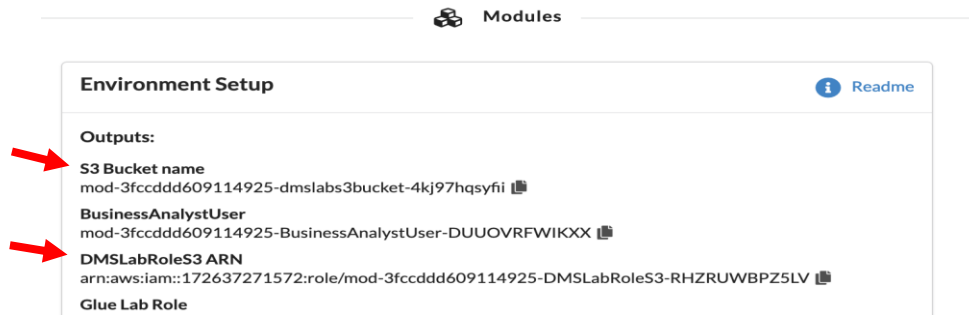 Modules
Environment Setup
Readme
Outputs:
S3 Bucket name
mod-3fccddd609114925-dmslabs3bucket-4kj97hqsyfii
BusinessAnalystUser
mod-3fccddd609114925-BusinessAnalystUser-DUUOVRFWIKXX
DMSLabRoleS3 ARN
arn:aws:iam::172637271572:role/mod-3fccddd609114925-DMSLabRoleS3-RHZRUWBPZ5LV
Glue Lab Role